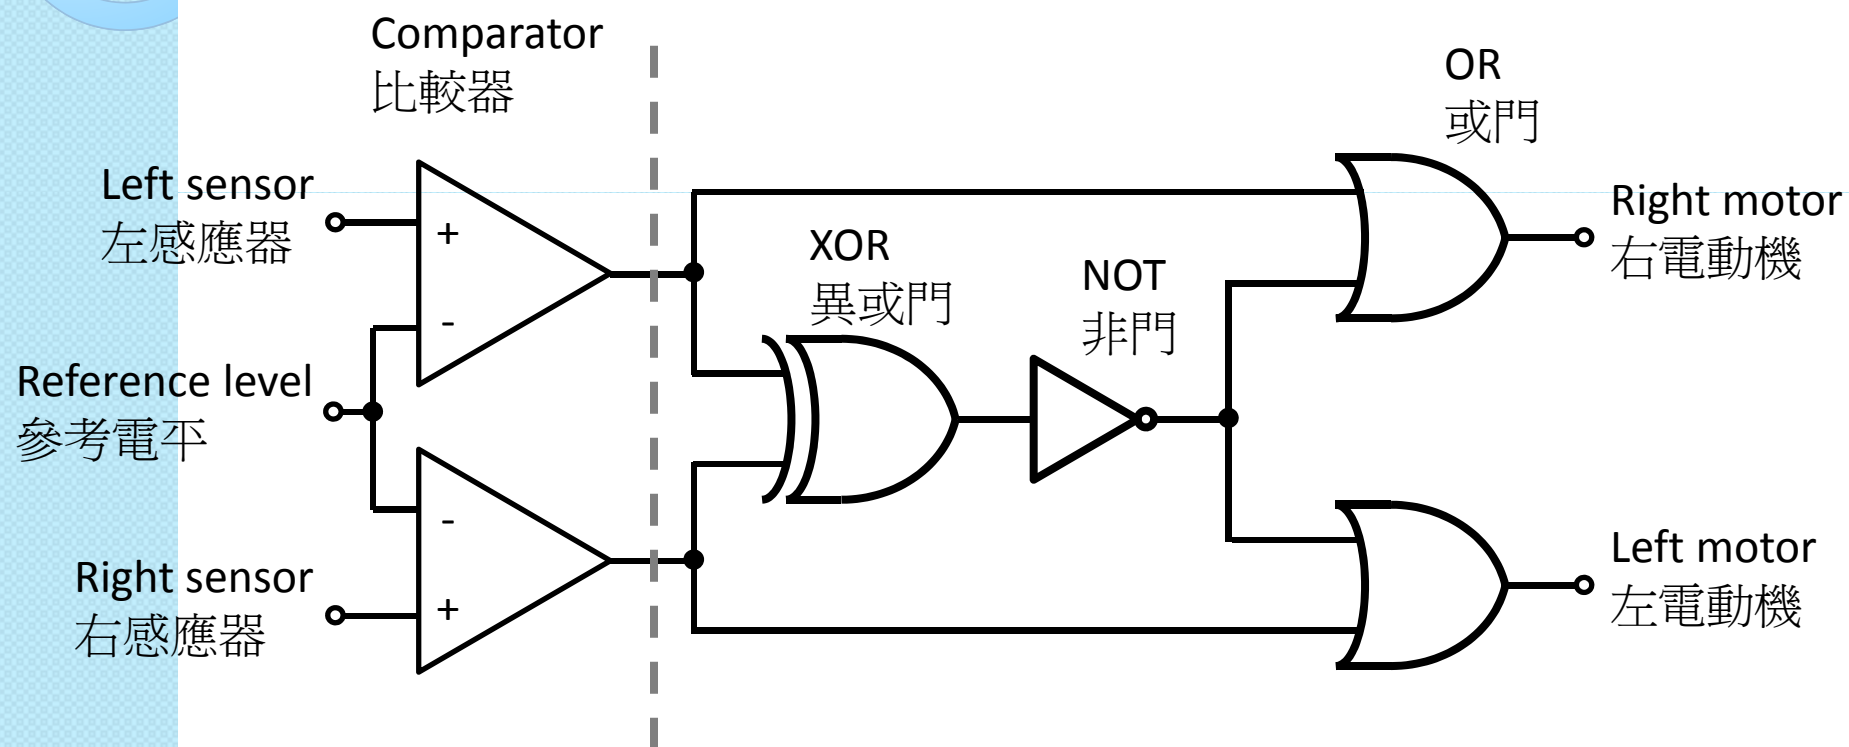 Comparator
比較器
OR
或門
Left sensor
左感應器
+
-
XOR
異或門
NOT
非門
Right motor
右電動機
Reference level
參考電平
-
+
Right sensor
右感應器
Left motor
左電動機